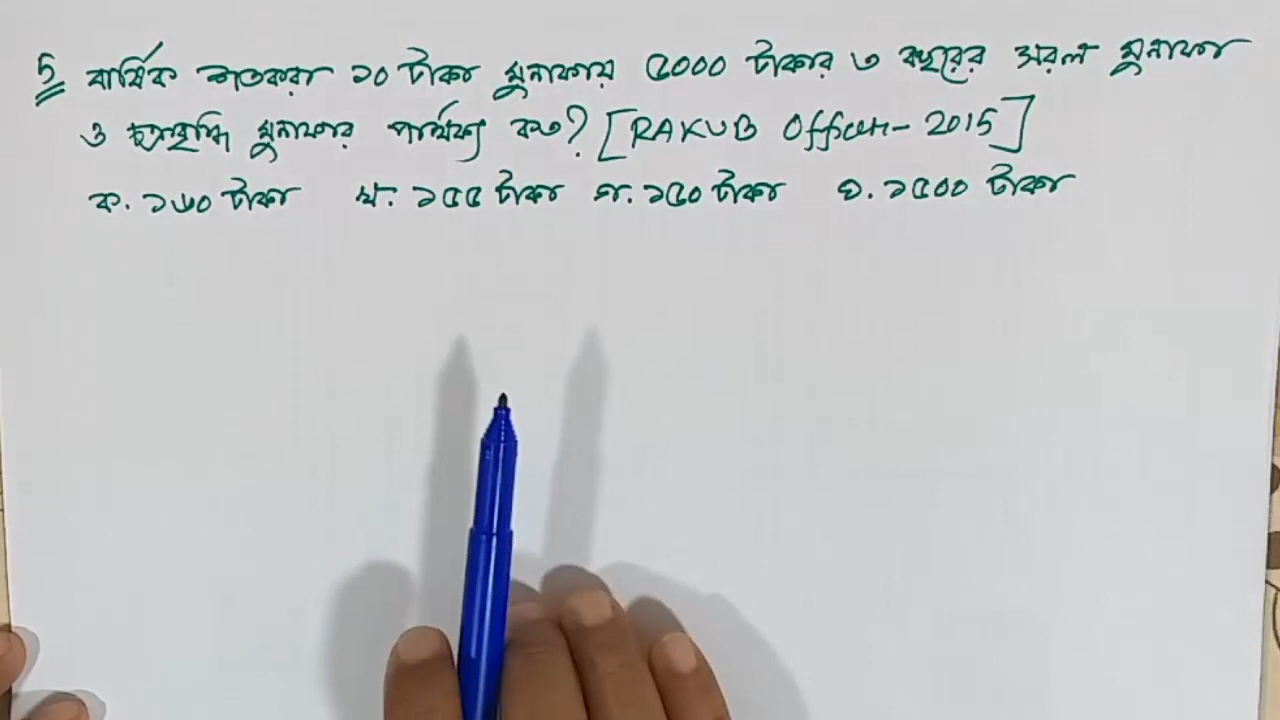 5 বার্ষিক শতকরা ১০ টাকা মুনাফায় ৫০০০ টাকার ৩ বছরের সরল মুনাফা
ও চক্রবৃদ্ধি মুনাফার পার্থক্য কত? [RAKUB Officer-2015]
ক. ১৬০ টাকা খ. ১৫৫ টাকা গ. ১৫০ টাকা ঘ. ১৫০০ টাকা